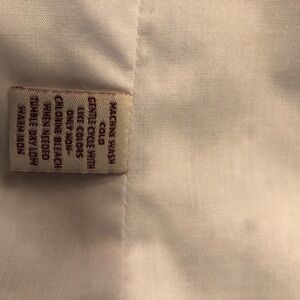 MACHINE WASH
COLD
GENTLE CYCLE WITH
LIKE COLORS
ONLY NON-
CHLORINE BLEACH
WHEN NEEDED
TUMBLE DRY LOW
WARM IRON